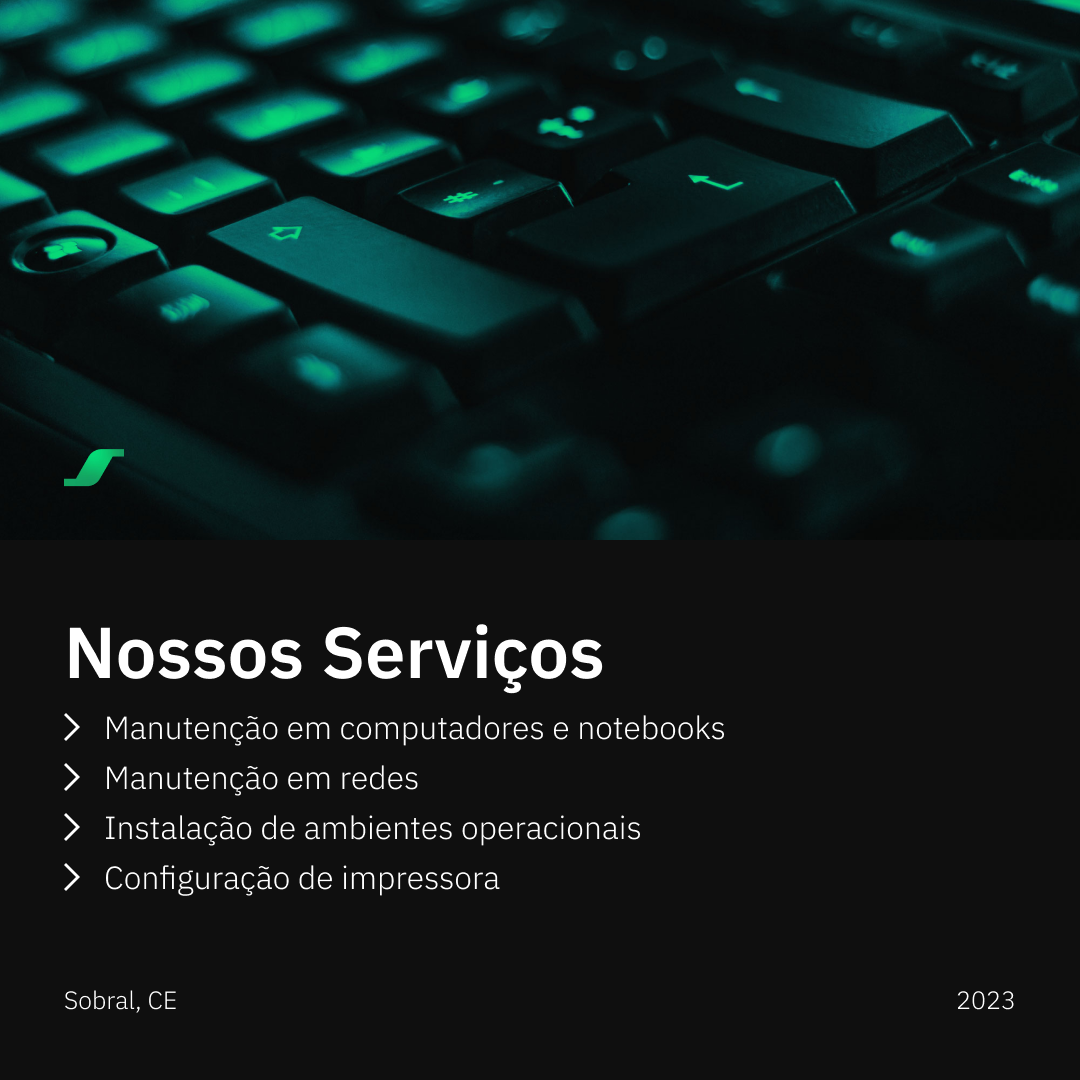 Nossos Serviços
Manutenção em computadores e notebooks
Manutenção em redes
Instalação de ambientes operacionais
Configuração de impressora
Sobral, CE
2023